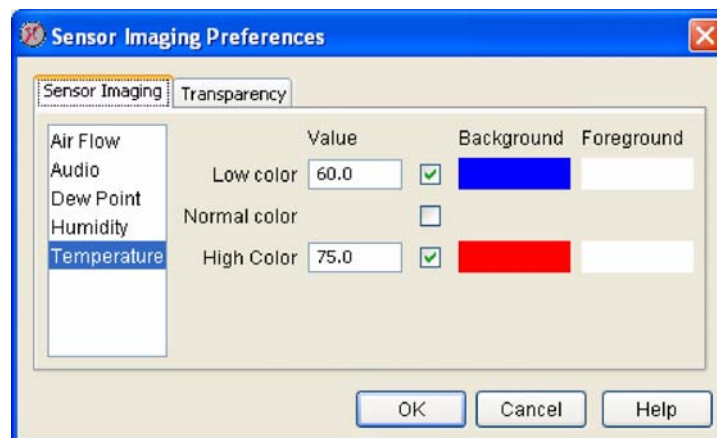 Sensor Imaging Preferences
Sensor Imaging Transparency
Air Flow
Audio
Dew Point
Humidity
Temperature
Value Background Foreground
Low color 60.0
Normal color
High Color 75.0
OK Cancel Help